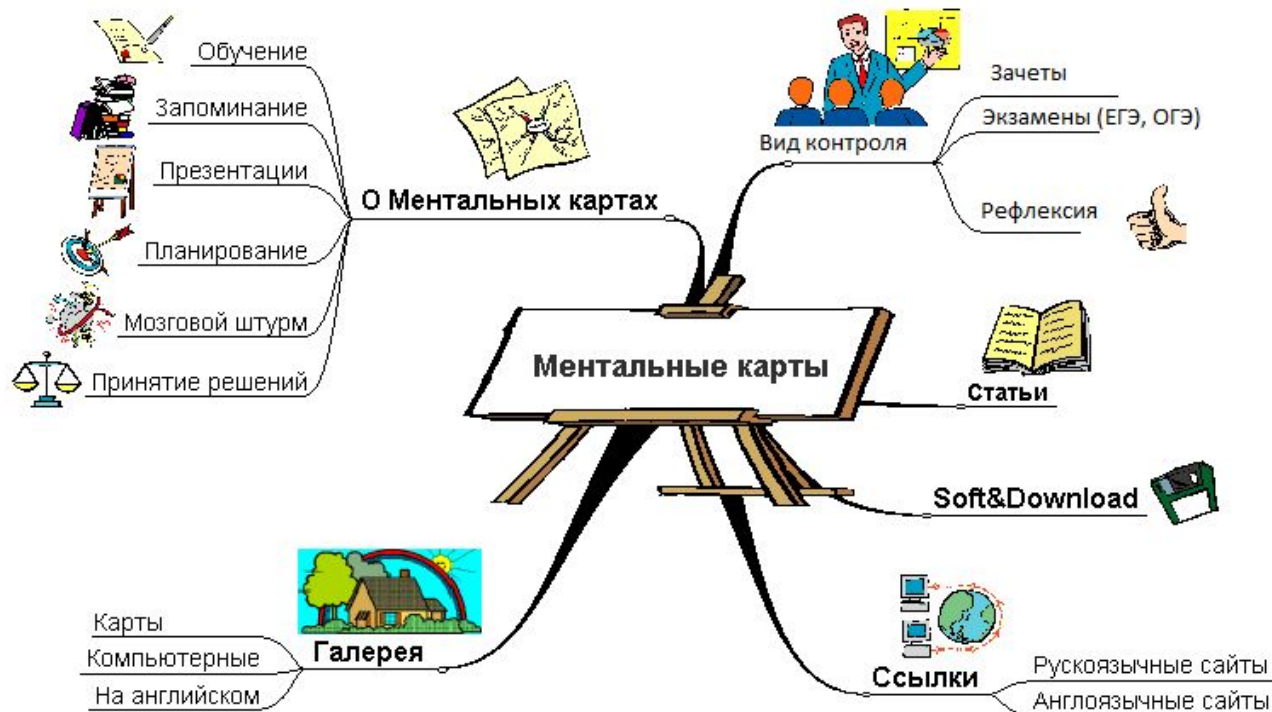 Ментальные карты
О Ментальных картах
Обучение
Запоминание
Презентации
Планирование
Мозговой штурм
Принятие решений
Вид контроля
Зачеты
Экзамены (ЕГЭ, ОГЭ)
Рефлексия
Статьи
Soft&Download
Ссылки
Рускоязычные сайты
Англоязычные сайты
Галерея
Карты
Компьютерные
На английском